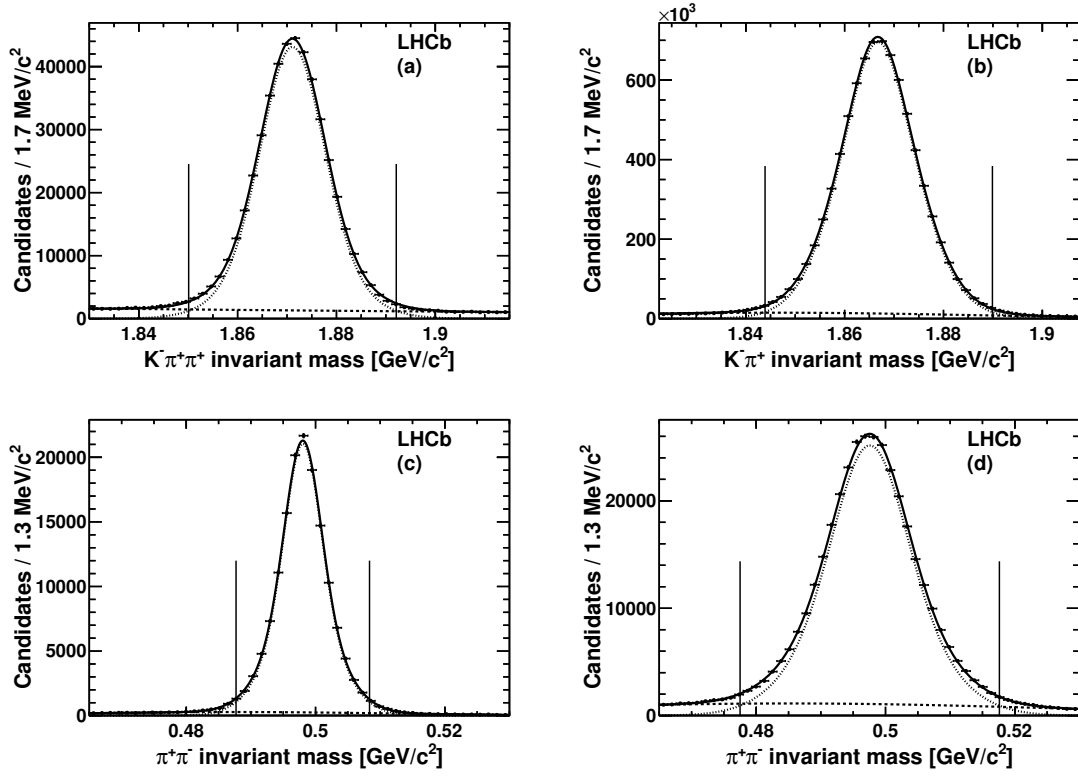 LHCb
(a)
Candidates / 1.7 MeV/c²
40000
30000
20000
10000
0
1.84
1.86
1.88
1.9
K⁻π⁺π⁺ invariant mass [GeV/c²]
×10³
LHCb
(b)
Candidates / 1.7 MeV/c²
600
400
200
0
1.84
1.86
1.88
1.9
K⁻π⁺ invariant mass [GeV/c²]
LHCb
(c)
Candidates / 1.3 MeV/c²
20000
15000
10000
5000
0
0.48
0.5
0.52
π⁺π⁻ invariant mass [GeV/c²]
LHCb
(d)
Candidates / 1.3 MeV/c²
20000
10000
0
0.48
0.5
0.52
π⁺π⁻ invariant mass [GeV/c²]